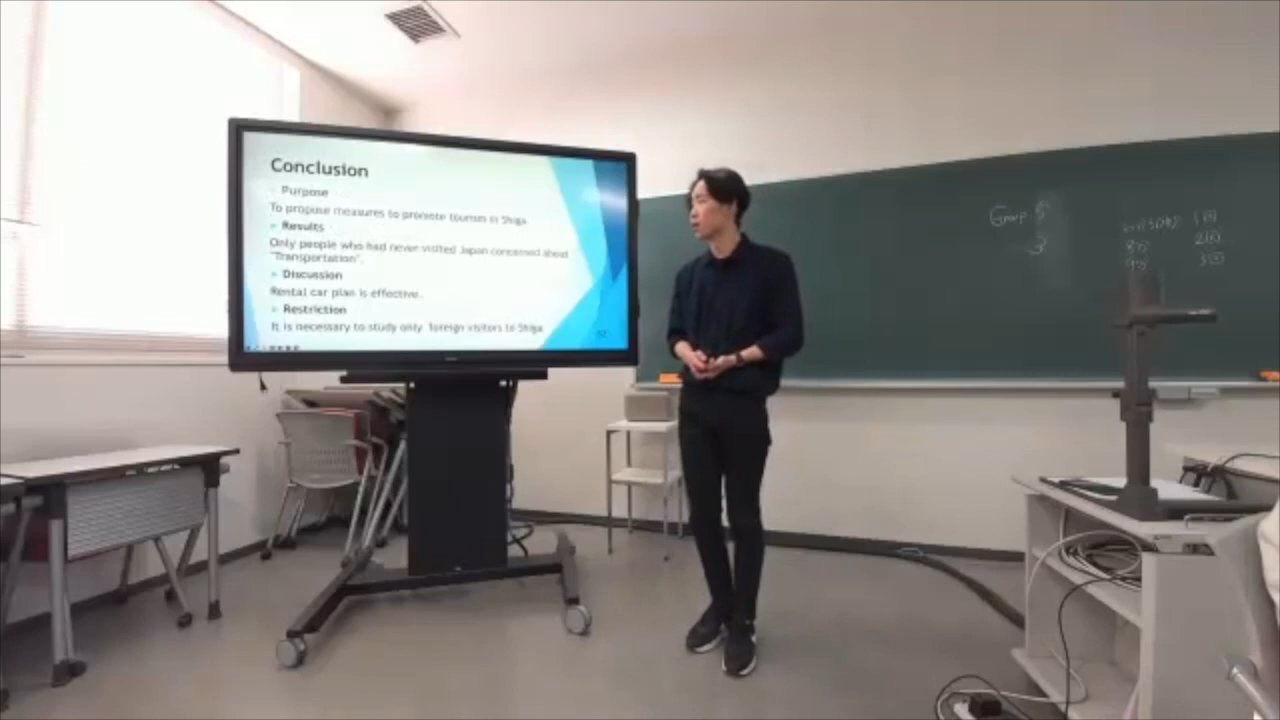 Conclusion
Purpose
To propose measures to promote tourism in Shiga.
Results
Only people who had never visited Japan concerned about
"Transportation".
Discussion
Rental car plan is effective.
Restriction
It is necessary to study only foreign visitors to Shiga.
Group 5
3